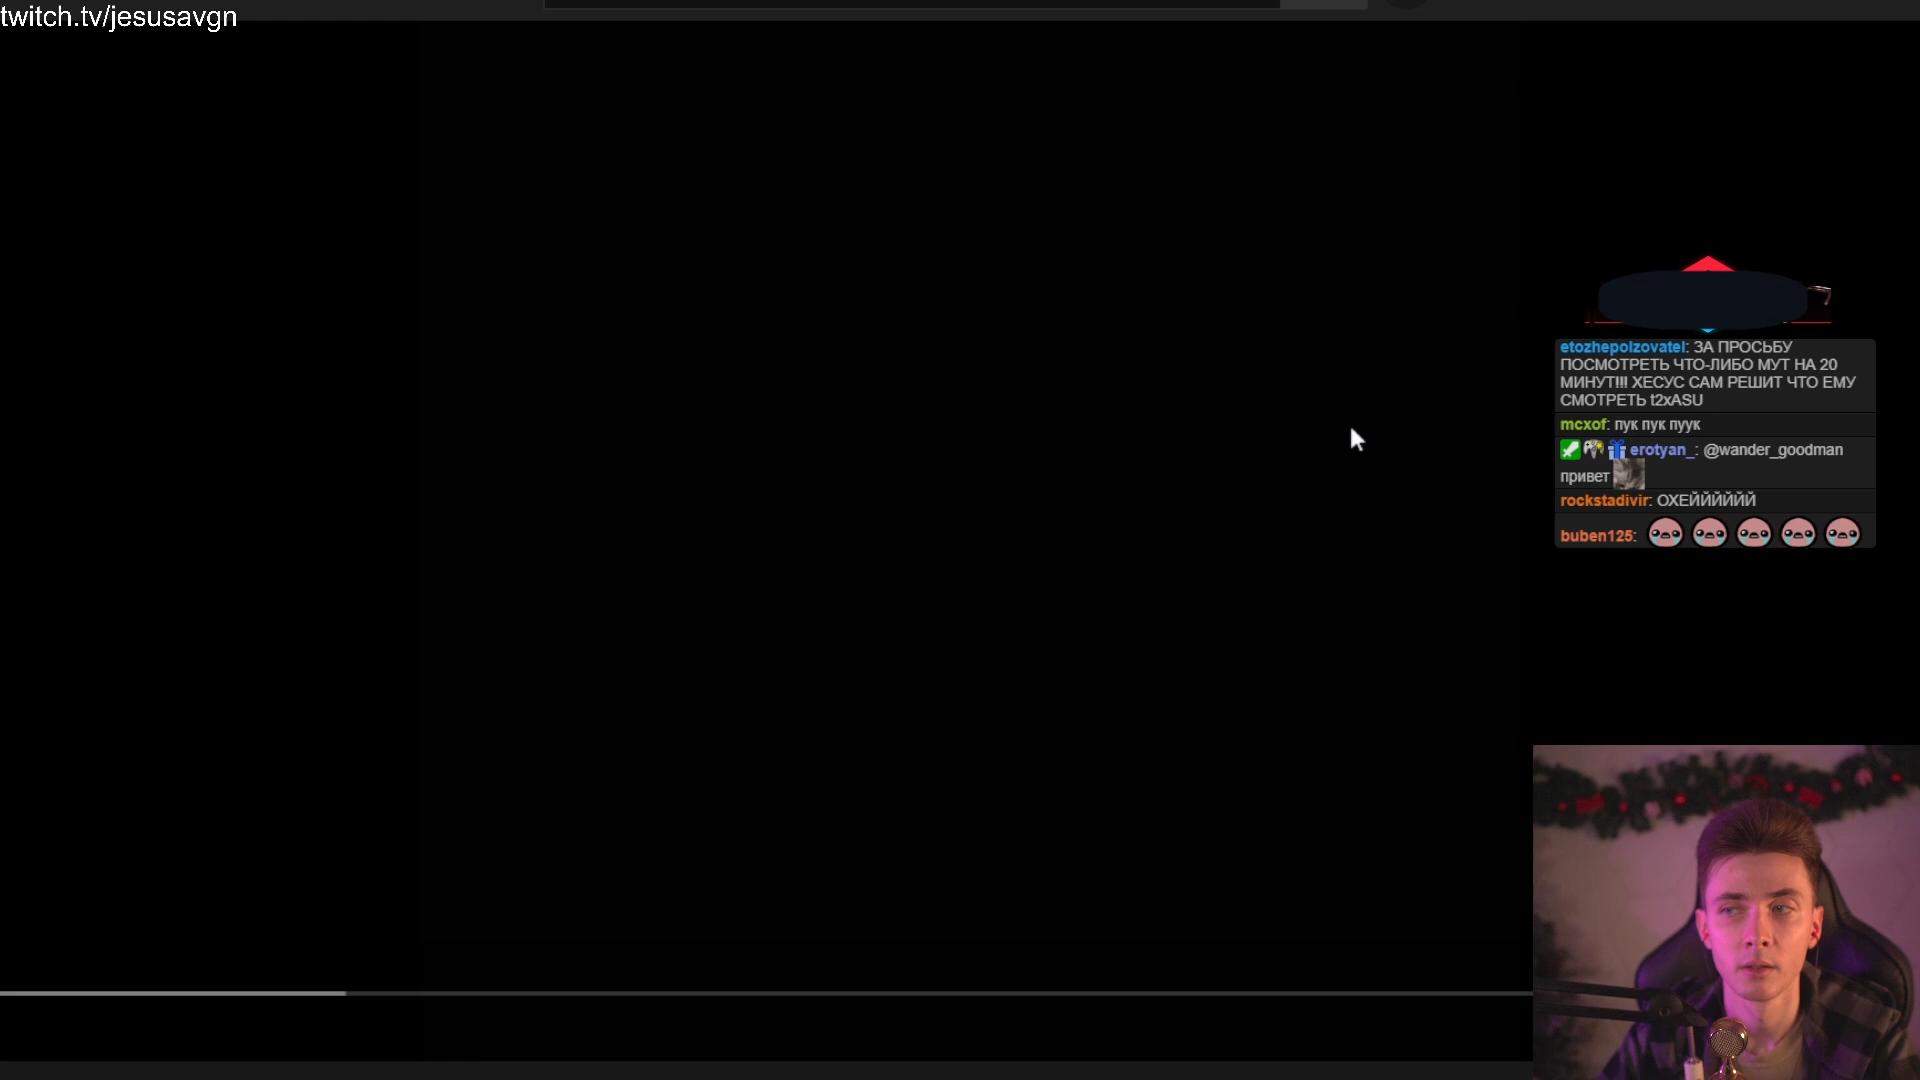 twitch.tv/jesusavgn
etozhepolzovatel: ЗА ПРОСЬБУ
ПОСМОТРЕТЬ ЧТО-ЛИБО МУТ НА 20
МИНУТ!!! ХЕСУС САМ РЕШИТ ЧТО ЕМУ
СМОТРЕТЬ t2xASU
mcxof: пук пук пуук
erotyan_: @wander_goodman
привет
rockstadivir: ОХЕЙЙЙЙЙЙ
buben125: